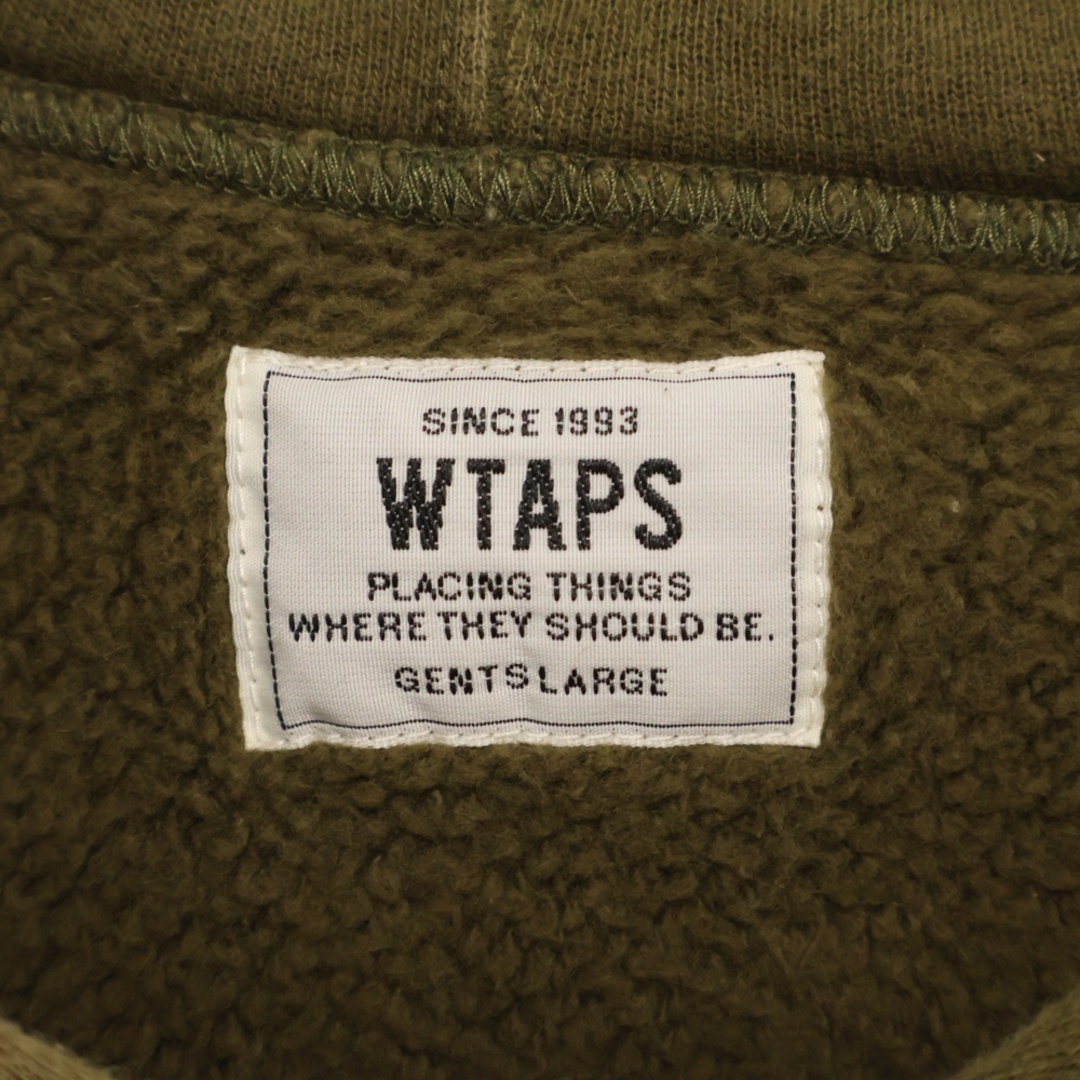 SINCE 1993
WTAPS
PLACING THINGS
WHERE THEY SHOULD BE.
GENTS LARGE